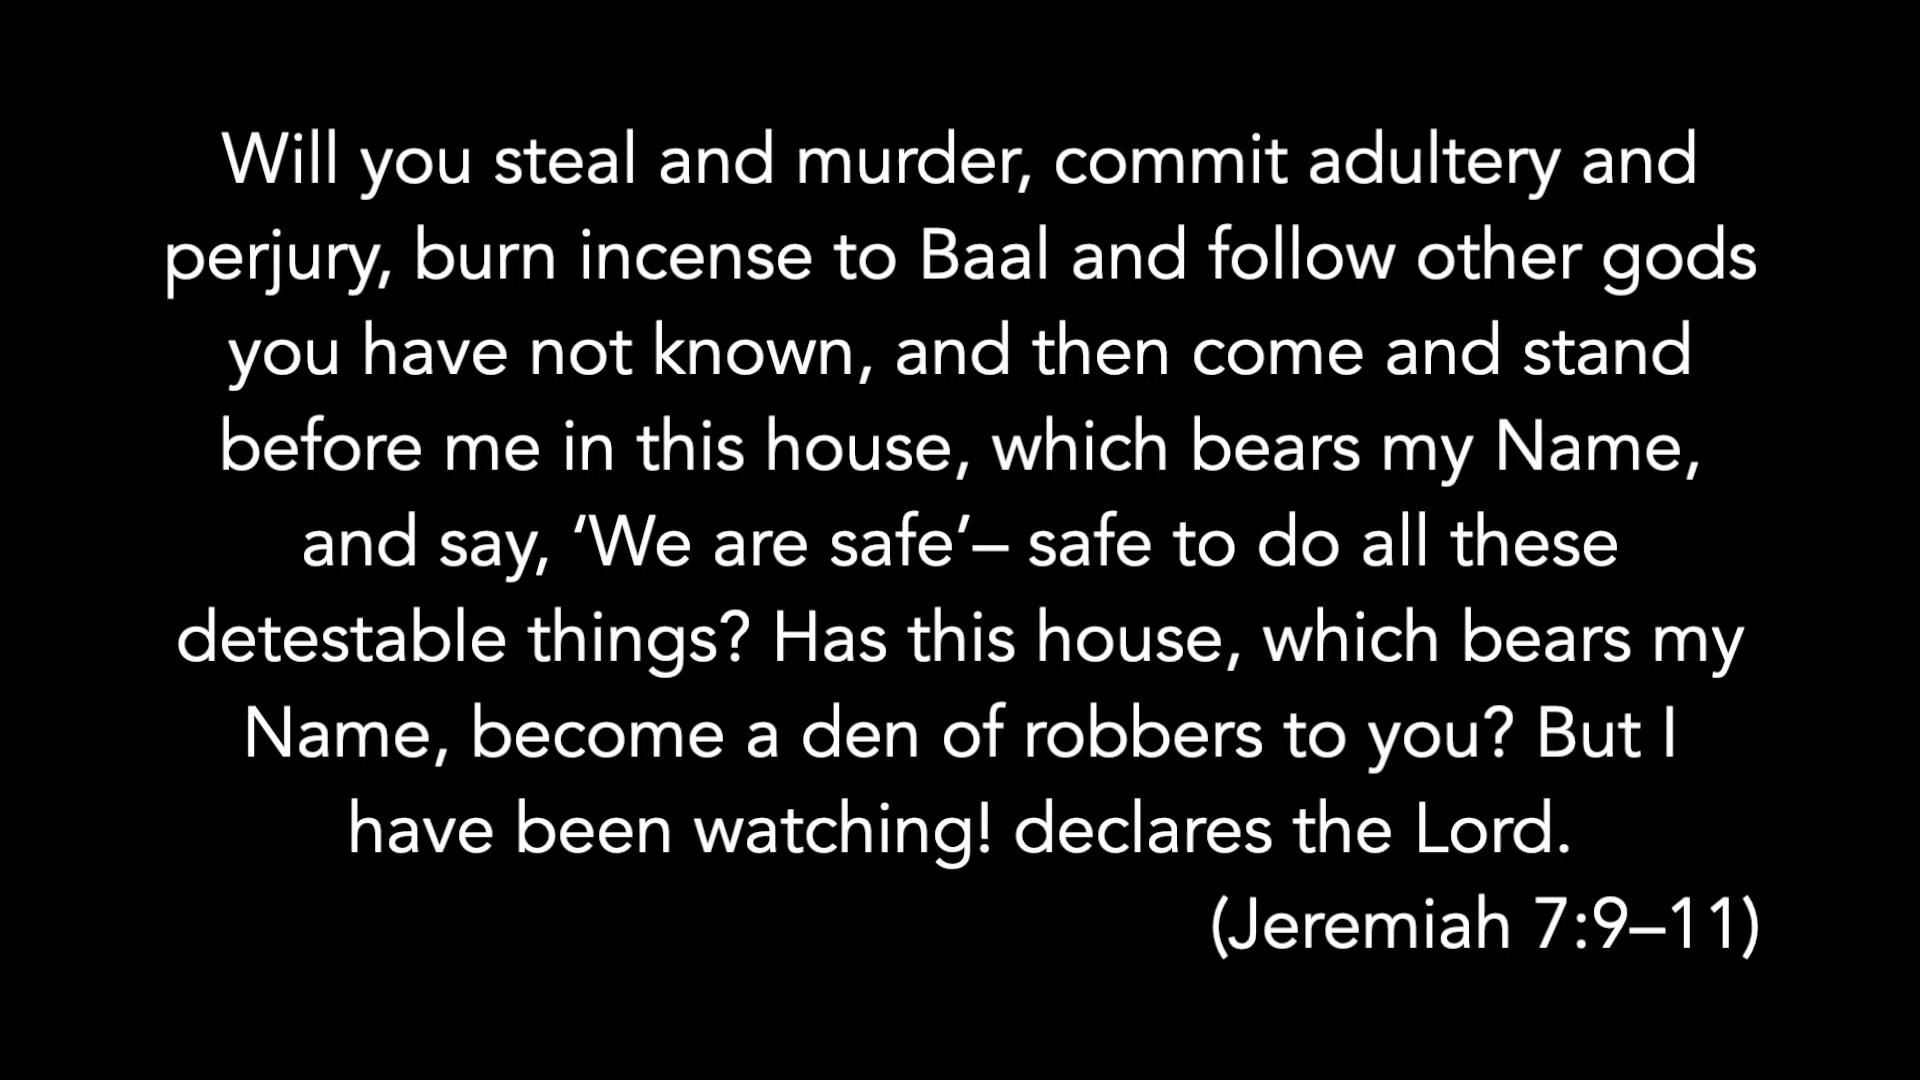 Will you steal and murder, commit adultery and
perjury, burn incense to Baal and follow other gods
you have not known, and then come and stand
before me in this house, which bears my Name,
and say, ‘We are safe’– safe to do all these
detestable things? Has this house, which bears my
Name, become a den of robbers to you? But I
have been watching! declares the Lord.
(Jeremiah 7:9–11)